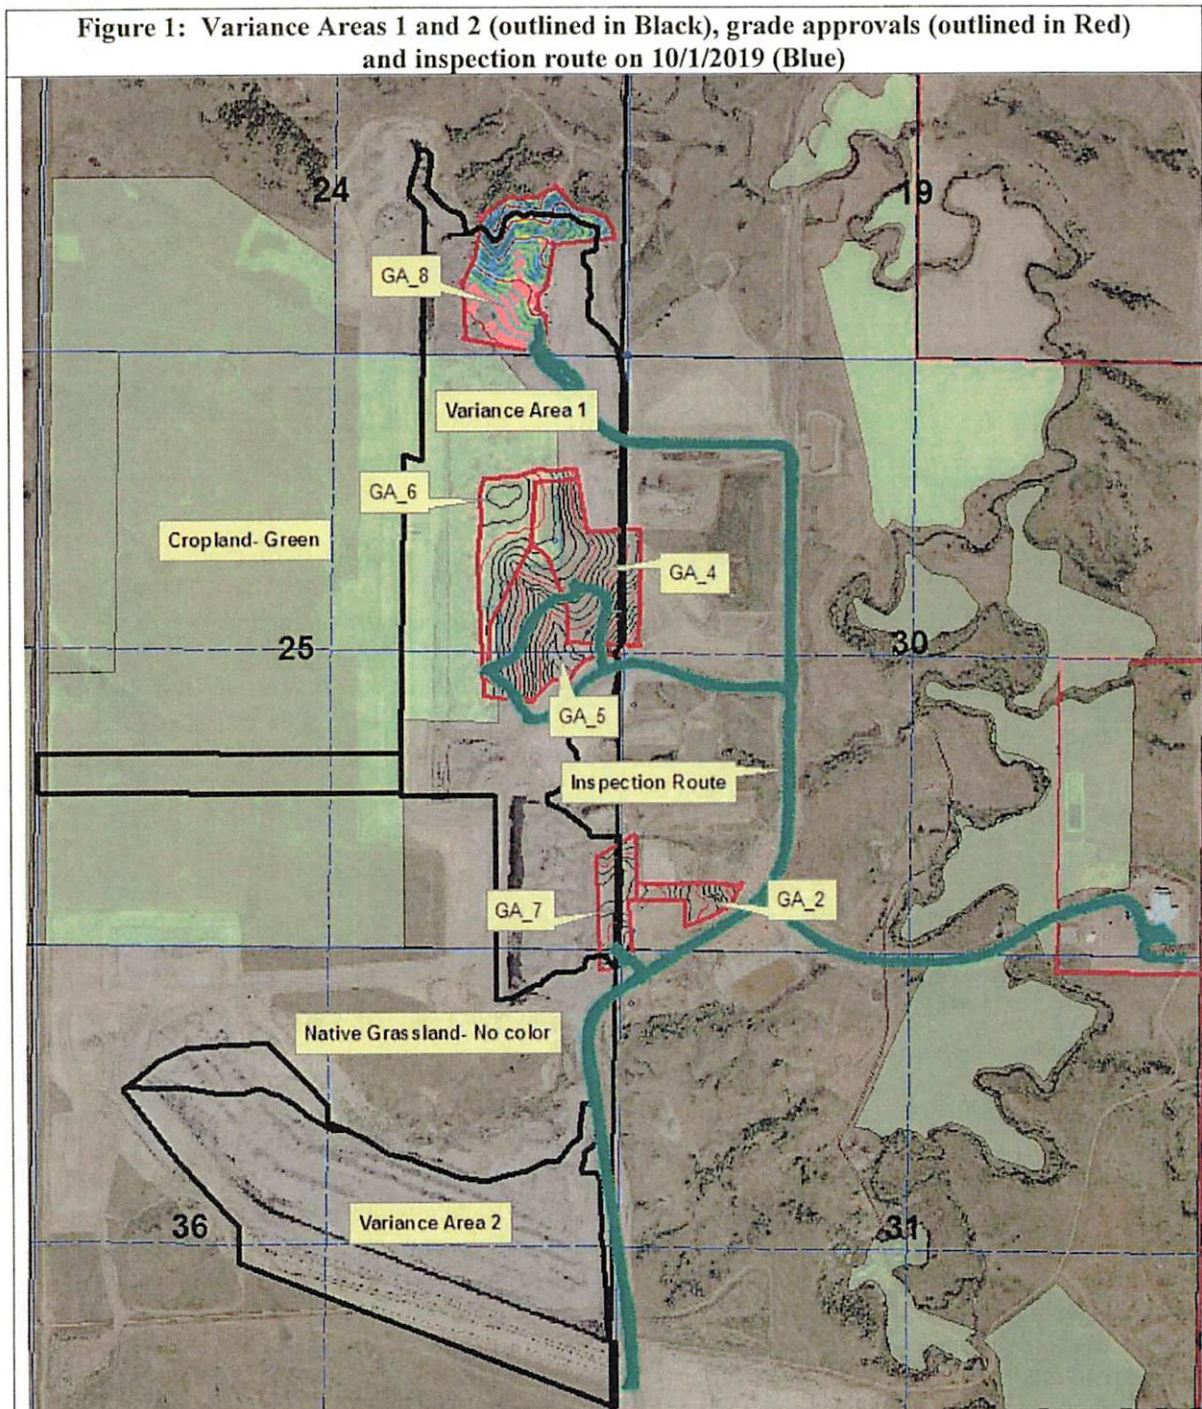 Figure 1: Variance Areas 1 and 2 (outlined in Black), grade approvals (outlined in Red)
and inspection route on 10/1/2019 (Blue)
24
19
GA_8
Variance Area 1
GA_6
Cropland- Green
GA_4
25
30
GA_5
Inspection Route
GA_7
GA_2
Native Grassland- No color
Variance Area 2
36
31